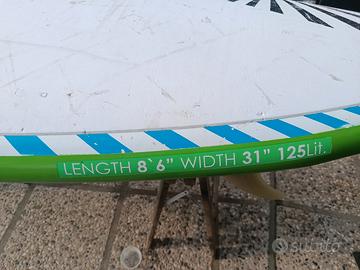 LENGTH 8`6" WIDTH 31" 125Lit.
subito